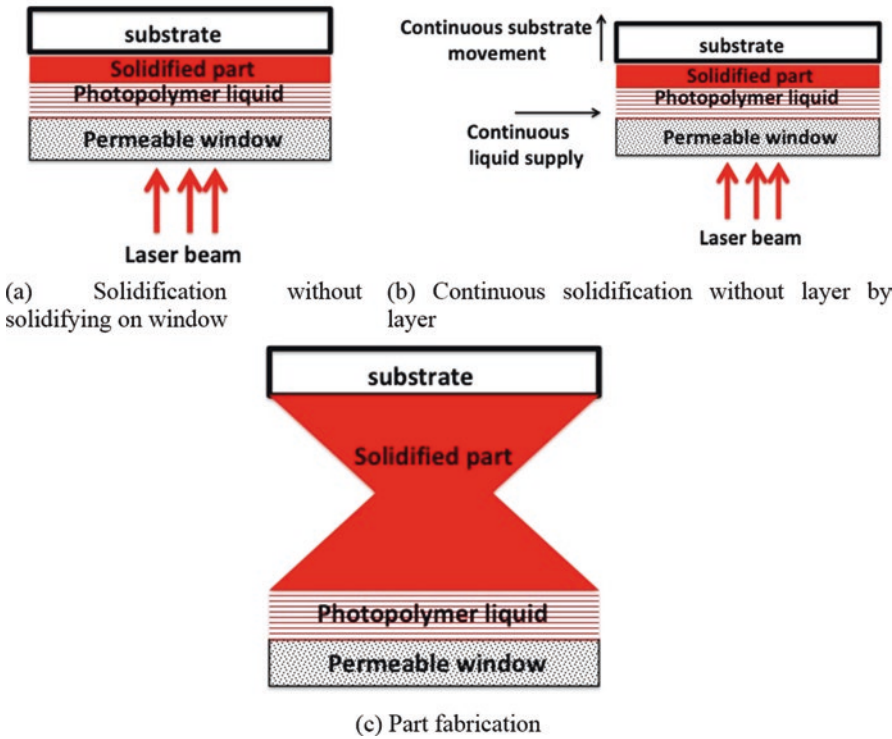 substrate
Solidified part
Photopolymer liquid
Permeable window
Laser beam
Continuous substrate
movement
substrate
Solidified part
Photopolymer liquid
Continuous
liquid supply
Permeable window
Laser beam
(a) Solidification without
solidifying on window
(b) Continuous solidification without layer by
layer
substrate
Solidified part
Photopolymer liquid
Permeable window
(c) Part fabrication